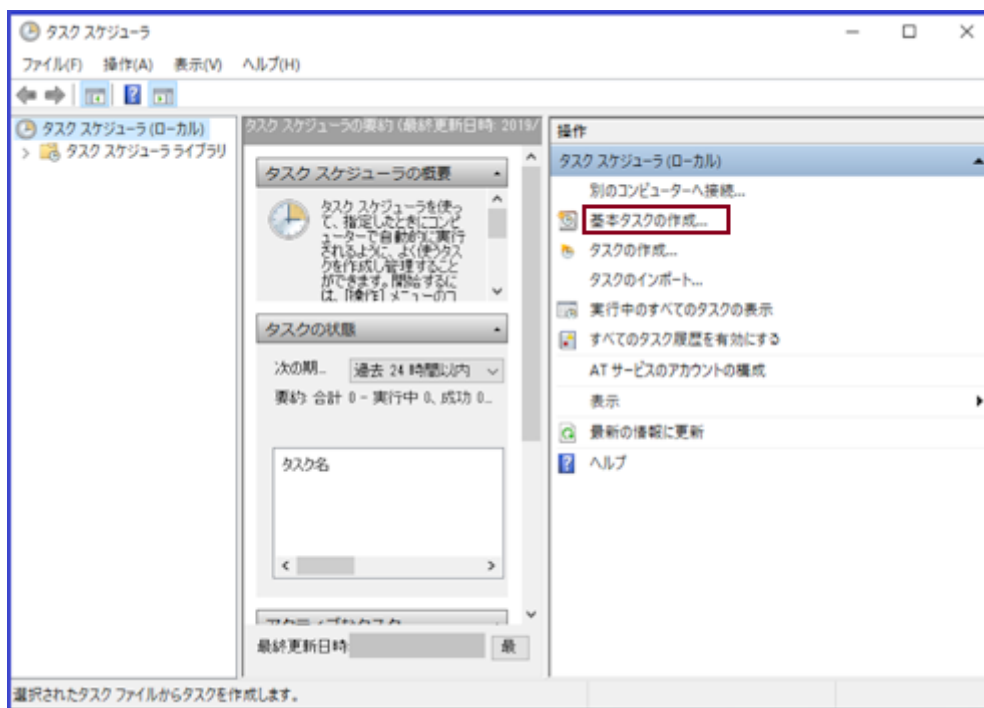 タスク スケジューラ
ファイル(F) 操作(A) 表示(V) ヘルプ(H)
タスク スケジューラ (ローカル)
タスク スケジューラ ライブラリ
タスク スケジューラの要約 (最終更新日時: 2019/
タスク スケジューラの概要
タスク スケジューラを使っ
て、指定したときにコンピ
ューターで自動的に実行
されるように、よく使うタス
クを作成し管理すること
ができます。開始するに
は、[操作] メニューのコ
タスクの状態
次の期... 過去 24 時間以内
要約: 合計 0 - 実行中 0、成功 0...
タスク名
アクティブなタスク
最終更新日時 最
操作
タスク スケジューラ (ローカル)
別のコンピューターへ接続...
基本タスクの作成...
タスクの作成...
タスクのインポート...
実行中のすべてのタスクの表示
すべてのタスク履歴を有効にする
AT サービスのアカウントの構成
表示
最新の情報に更新
ヘルプ
選択されたタスク ファイルからタスクを作成します。